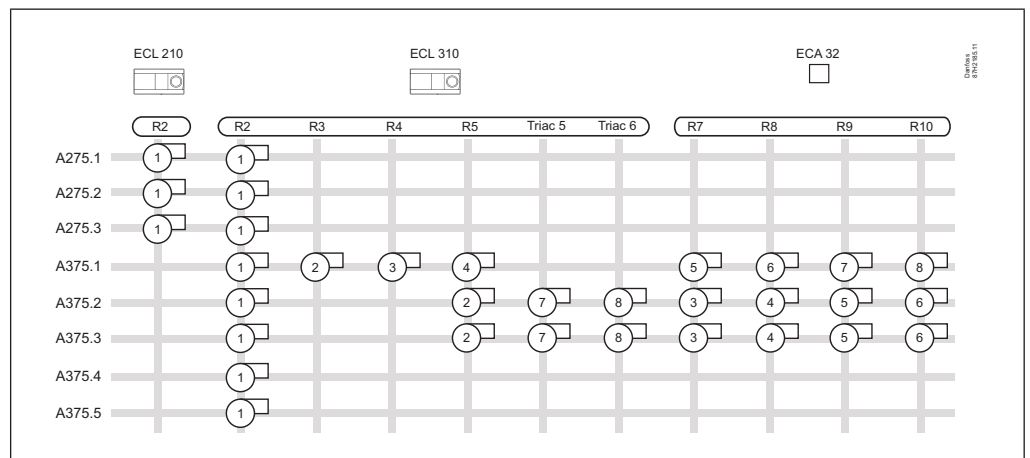 ECL 210 ECL 310 ECA 32
Danfoss
87H2185.11
R2 R2 R3 R4 R5 Triac 5 Triac 6 R7 R8 R9 R10
A275.1 1 1
A275.2 1 1
A275.3 1 1
A375.1 1 2 3 4 5 6 7 8
A375.2 1 2 7 8 3 4 5 6
A375.3 1 2 7 8 3 4 5 6
A375.4 1
A375.5 1